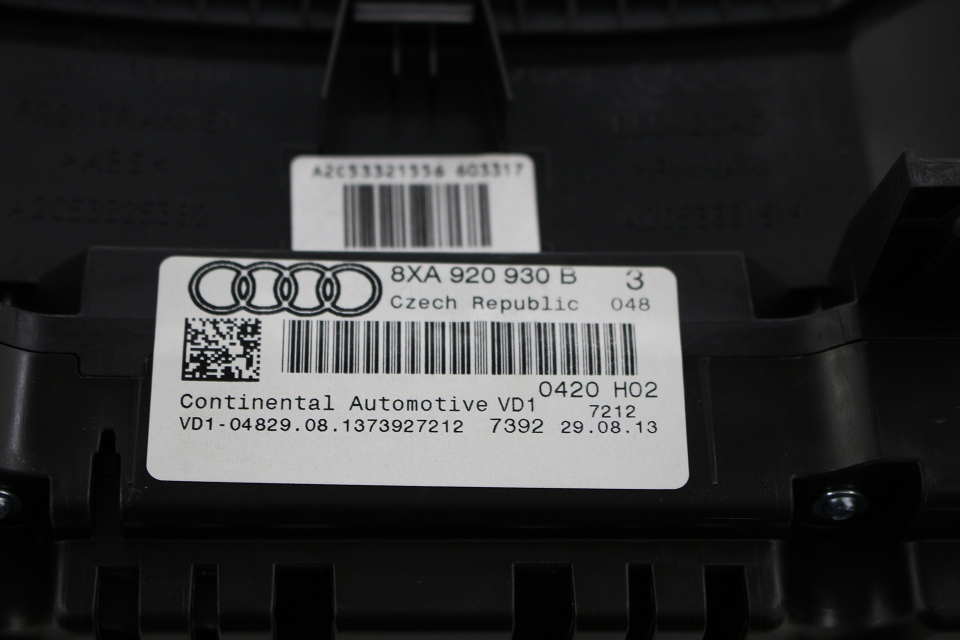 A2C53321556 603317
8XA 920 930 B 3
Czech Republic 048
0420 H02
Continental Automotive VD1 7212
VD1-04829.08.1373927212 7392 29.08.13
>ABS<